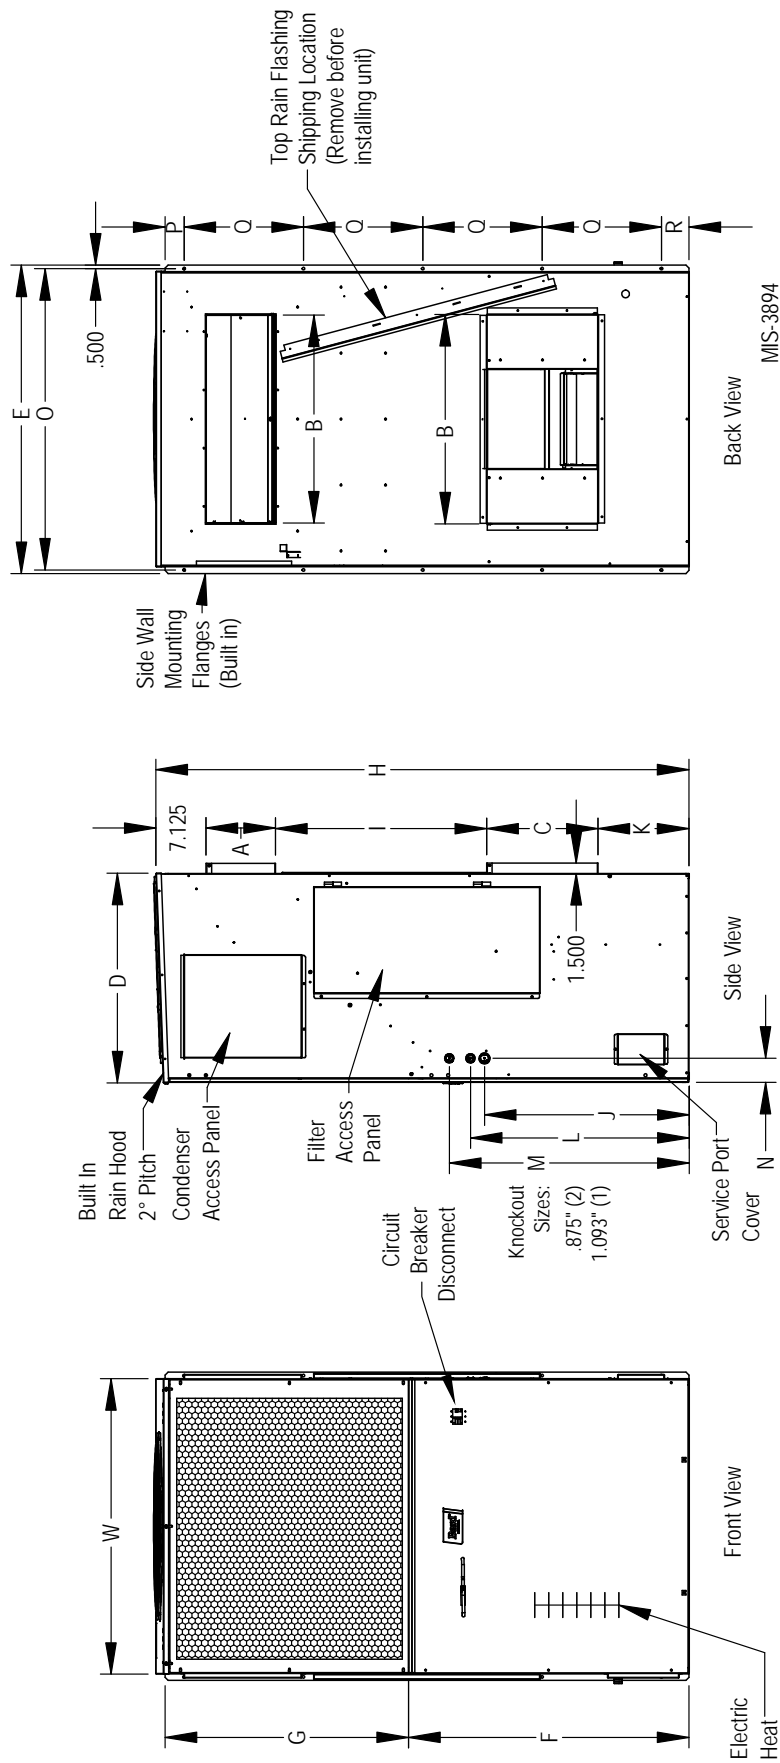 W
G
F
Electric
Heat
Bard
Circuit
Breaker
Disconnect
Front View
Built In
Rain Hood
2° Pitch
Condenser
Access Panel
Filter
Access
Panel
Knockout
Sizes:
.875" (2)
1.093" (1)
Service Port
Cover
D
7.125
A
I
C
K
H
1.500
M
L
J
N
Side View
Side Wall
Mounting
Flanges
(Built in)
E
O
.500
P
Q
Q
Q
Q
R
B
B
Top Rain Flashing
Shipping Location
(Remove before
installing unit)
Back View
MIS-3894